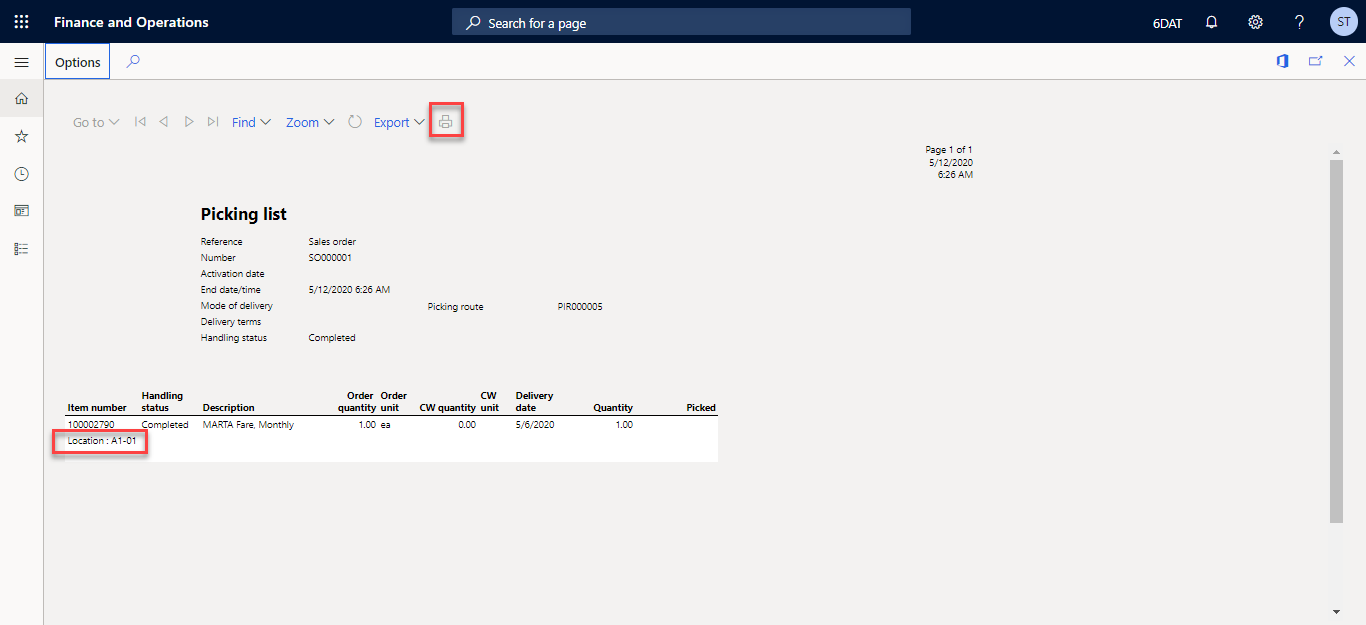 Finance and Operations
Search for a page
6DAT
?
ST
Options
Go to
Find
Zoom
Export
Page 1 of 1
5/12/2020
6:26 AM
Picking list
Reference Sales order
Number SO000001
Activation date
End date/time 5/12/2020 6:26 AM
Mode of delivery Picking route PIR000005
Delivery terms
Handling status Completed
Handling Order Order CW Delivery
Item number status Description quantity unit CW quantity unit date Quantity Picked
100002790 Completed MARTA Fare, Monthly 1.00 ea 0.00 5/6/2020 1.00
Location : A1-01